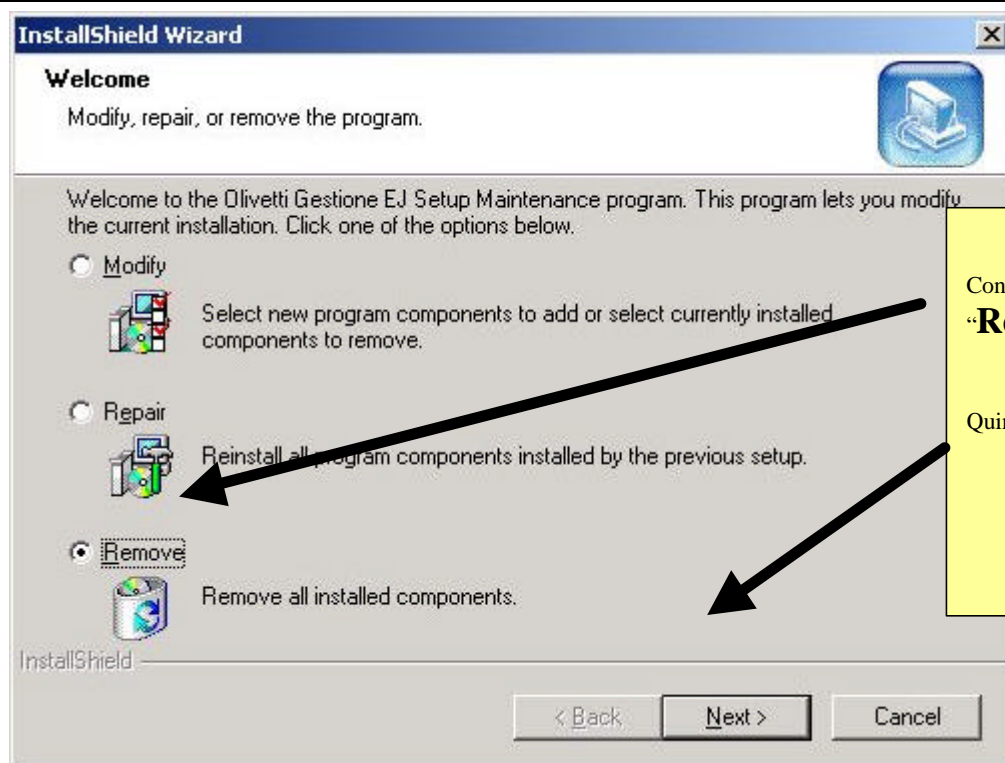 InstallShield Wizard
Welcome
Modify, repair, or remove the program.
Welcome to the Olivetti Gestione EJ Setup Maintenance program. This program lets you modify
the current installation. Click one of the options below.
Modify
Select new program components to add or select currently installed
components to remove.
Repair
Reinstall all program components installed by the previous setup.
Remove
Remove all installed components.
InstallShield
< Back
Next >
Cancel